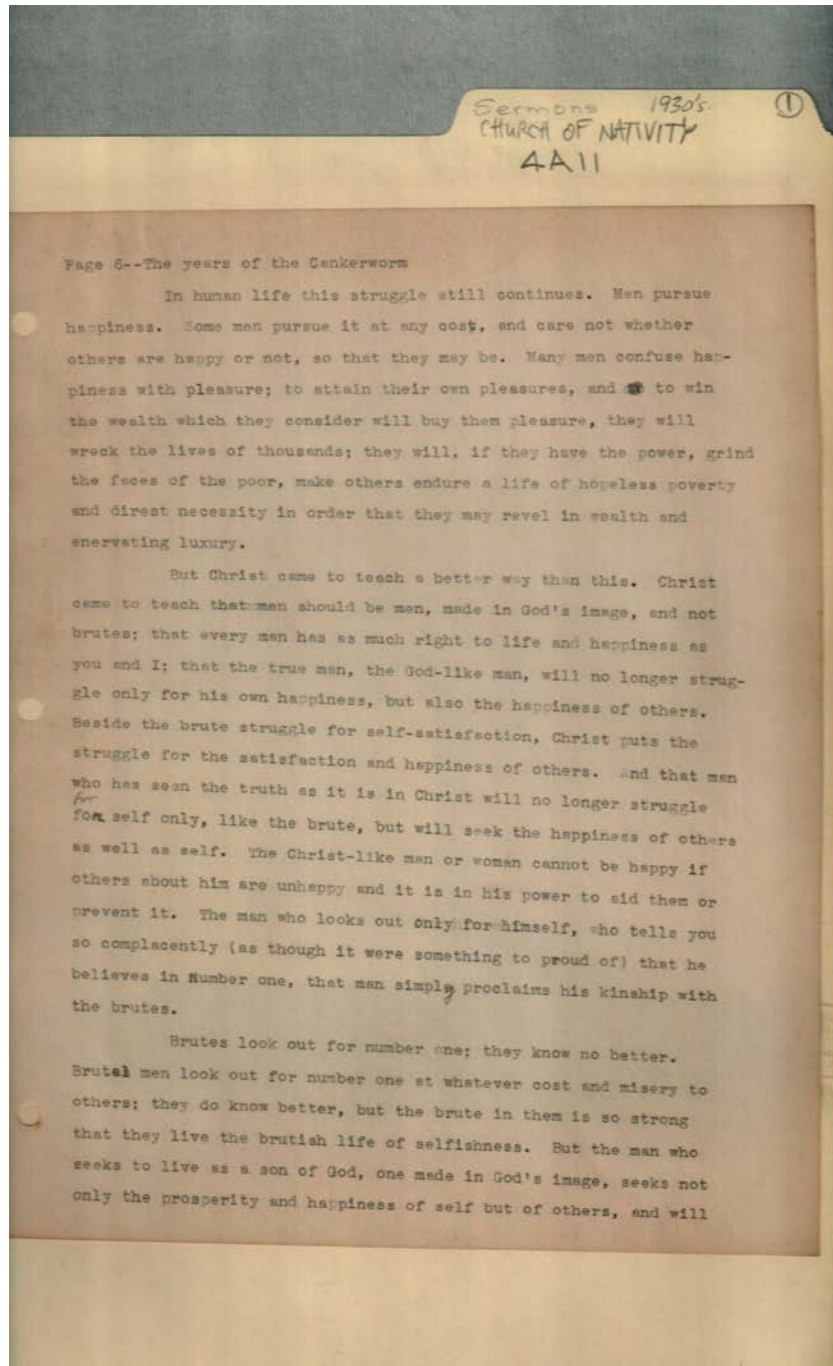 Sermons 1930's. 1
CHURCH OF NATIVITY
4A11
Page 6--The years of the Cankerworm
In human life this struggle still continues. Men pursue
happiness. Some men pursue it at any cost, and care not whether
others are happy or not, so that they may be. Many men confuse hap-
piness with pleasure; to attain their own pleasures, and to win
the wealth which they consider will buy them pleasure, they will
wreck the lives of thousands; they will, if they have the power, grind
the faces of the poor, make others endure a life of hopeless poverty
and direst necessity in order that they may revel in wealth and
enervating luxury.
But Christ came to teach a better way than this. Christ
came to teach that men should be men, made in God's image, and not
brutes; that every man has as much right to life and happiness as
you and I; that the true man, the God-like man, will no longer strug-
gle only for his own happiness, but also the happiness of others.
Beside the brute struggle for self-satisfaction, Christ puts the
struggle for the satisfaction and happiness of others. And that man
who has seen the truth as it is in Christ will no longer struggle
for
for self only, like the brute, but will seek the happiness of others
as well as self. The Christ-like man or woman cannot be happy if
others about him are unhappy and it is in his power to aid them or
prevent it. The man who looks out only for himself, who tells you
so complacently (as though it were something to proud of) that he
believes in Number one, that man simply proclaims his kinship with
the brutes.
Brutes look out for number one; they know no better.
Brutal men look out for number one at whatever cost and misery to
others; they do know better, but the brute in them is so strong
that they live the brutish life of selfishness. But the man who
seeks to live as a son of God, one made in God's image, seeks not
only the prosperity and happiness of self but of others, and will